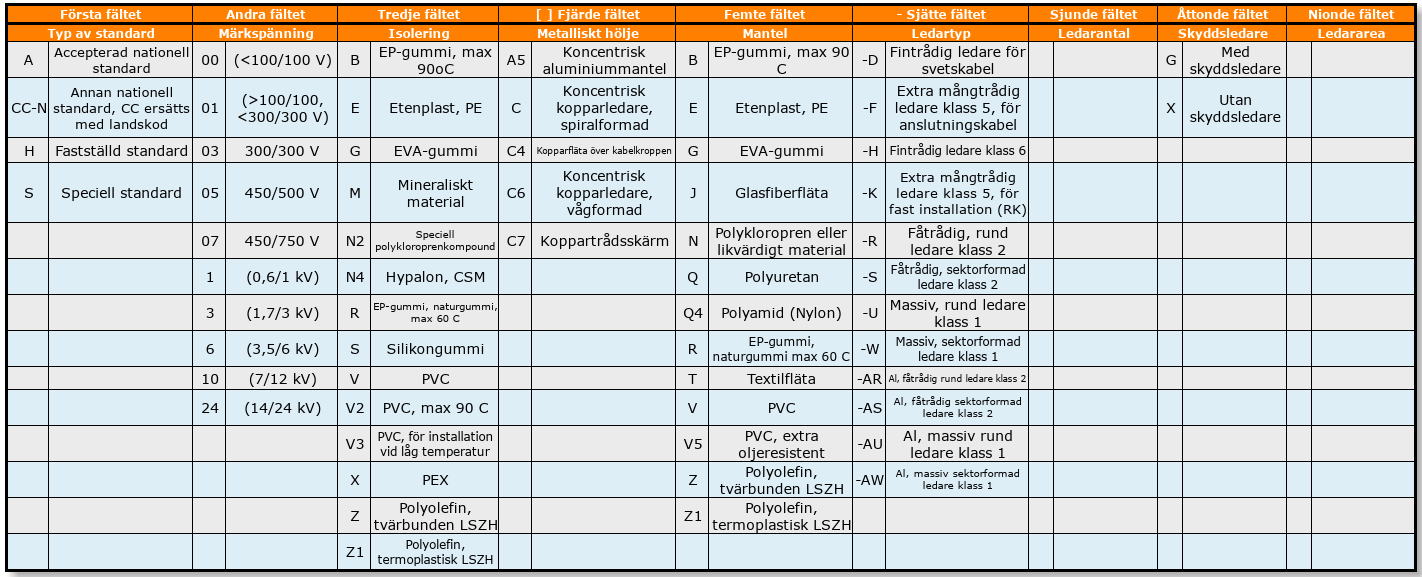 Första fältet Andra fältet Tredje fältet [ ] Fjärde fältet Femte fältet - Sjätte fältet Sjunde fältet Åttonde fältet Nionde fältet
Typ av standard Märkspänning Isolering Metalliskt hölje Mantel Ledartyp Ledarantal Skyddsledare Ledararea
A
Accepterad nationell
standard
00 (<100/100 V) B
EP-gummi, max
90oC
A5
Koncentrisk
aluminiummantel
B
EP-gummi, max 90
C
-D
Fintrådig ledare för
svetskabel
G
Med
skyddsledare
CC-N
Annan nationell
standard, CC ersätts
med landskod
01
(>100/100,
<300/300 V)
E Etenplast, PE C
Koncentrisk
kopparledare,
spiralformad
E Etenplast, PE -F
Extra mångtrådig
ledare klass 5, för
anslutningskabel
X
Utan
skyddsledare
H Fastställd standard 03 300/300 V G EVA-gummi C4 Kopparfläta över kabelkroppen G EVA-gummi -H Fintrådig ledare klass 6
S Speciell standard 05 450/500 V M
Mineraliskt
material
C6
Koncentrisk
kopparledare,
vågformad
J Glasfiberfläta -K
Extra mångtrådig
ledare klass 5, för
fast installation (RK)
07 450/750 V N2
Speciell
polykloroprenkompound
C7 Koppartrådsskärm N
Polykloropren eller
likvärdigt material
-R
Fåtrådig, rund
ledare klass 2
1 (0,6/1 kV) N4 Hypalon, CSM Q Polyuretan -S
Fåtrådig, sektorformad
ledare klass 2
3 (1,7/3 kV) R
EP-gummi, naturgummi,
max 60 C
Q4 Polyamid (Nylon) -U
Massiv, rund ledare
klass 1
6 (3,5/6 kV) S Silikongummi R
EP-gummi,
naturgummi max 60 C
-W
Massiv, sektorformad
ledare klass 1
10 (7/12 kV) V PVC T Textilfläta -AR Al, fåtrådig rund ledare klass 2
24 (14/24 kV) V2 PVC, max 90 C V PVC -AS
Al, fåtrådig sektorformad
ledare klass 2
V3
PVC, för installation
vid låg temperatur
V5
PVC, extra
oljeresistent
-AU
Al, massiv rund
ledare klass 1
X PEX Z
Polyolefin,
tvärbunden LSZH
-AW
Al, massiv sektorformad
ledare klass 1
Z
Polyolefin,
tvärbunden LSZH
Z1
Polyolefin,
termoplastisk LSZH
Z1
Polyolefin,
termoplastisk LSZH